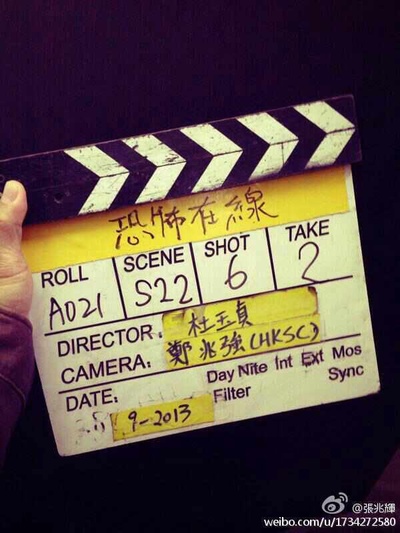 恐怖在線
ROLL SCENE SHOT TAKE
A021 S22 6 2
DIRECTOR: 杜玉貞
CAMERA: 鄭兆強(HKSC)
DATE: Day Nite Int Ext Mos
9-2013 Filter Sync
@張兆輝
weibo.com/u/1734272580